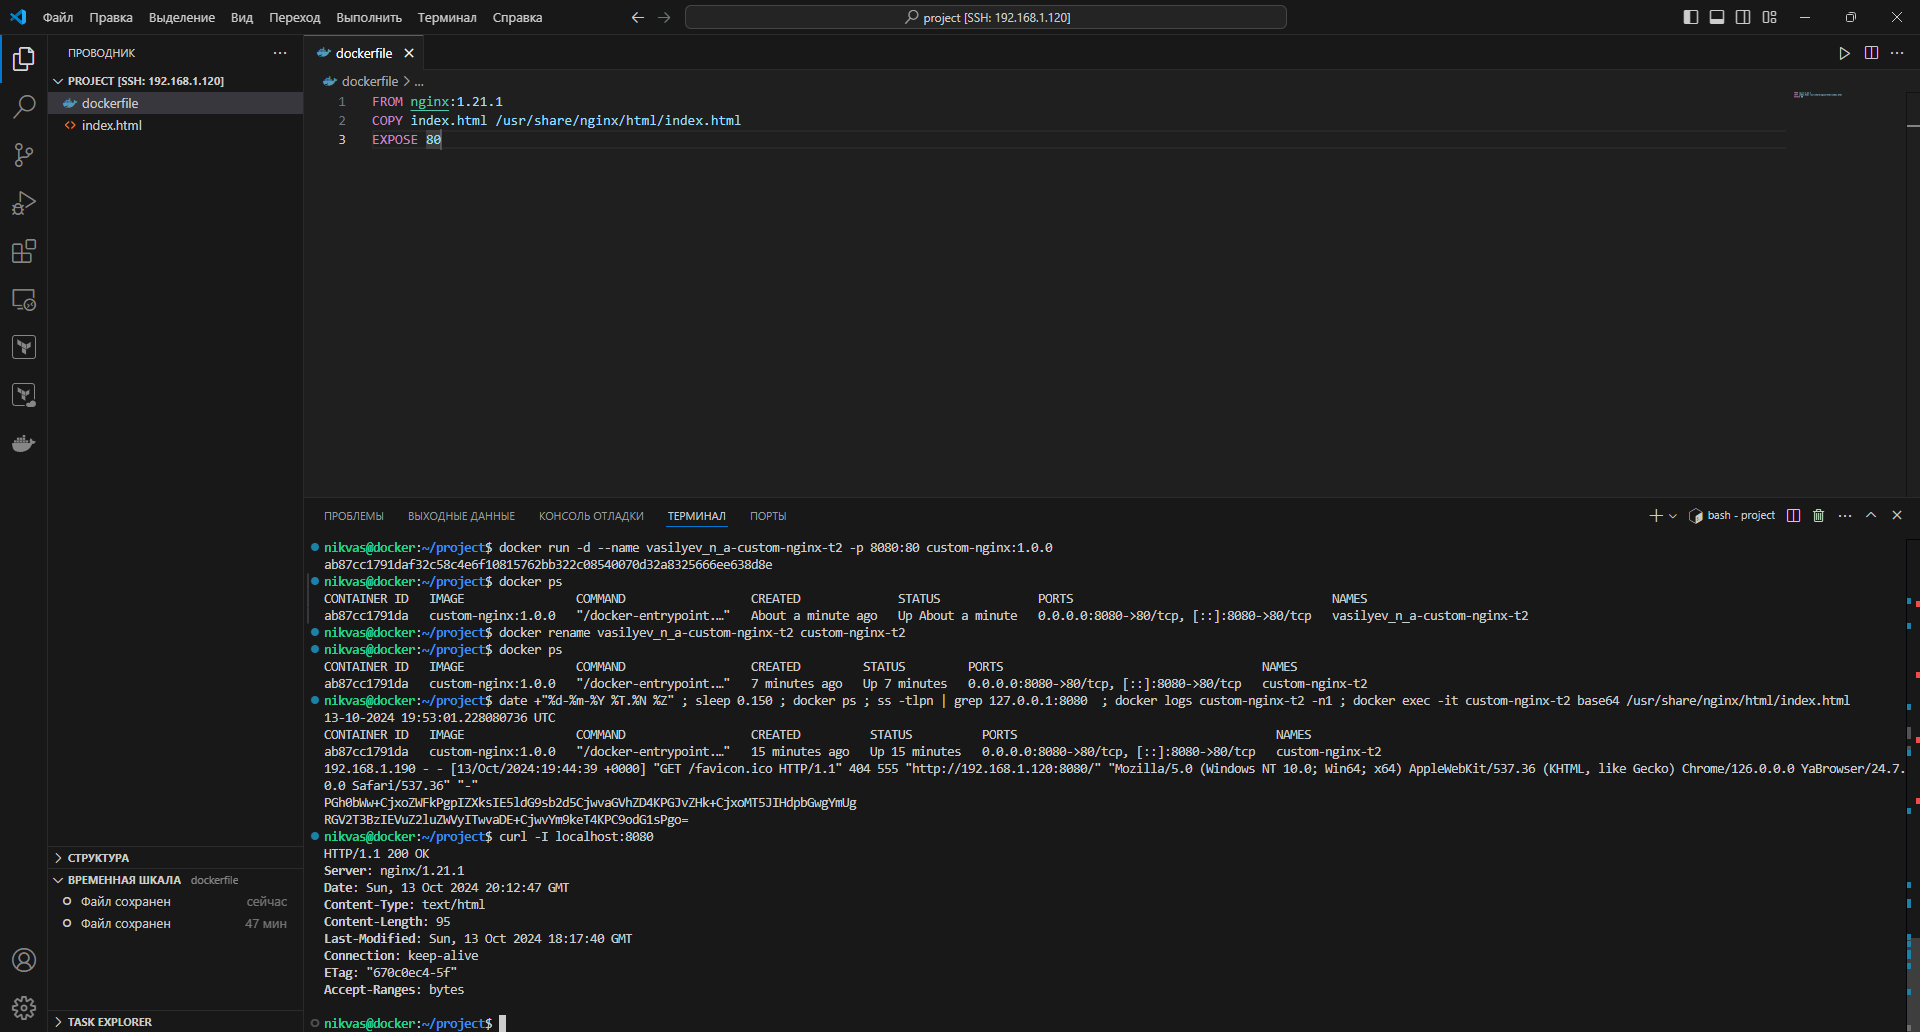 Файл Правка Выделение Вид Переход Выполнить Терминал Справка
project [SSH: 192.168.1.120]
ПРОВОДНИК
PROJECT [SSH: 192.168.1.120]
dockerfile
index.html
dockerfile
dockerfile > ...
1 FROM nginx:1.21.1
2 COPY index.html /usr/share/nginx/html/index.html
3 EXPOSE 80
ПРОБЛЕМЫ ВЫХОДНЫЕ ДАННЫЕ КОНСОЛЬ ОТЛАДКИ ТЕРМИНАЛ ПОРТЫ
bash - project
nikvas@docker:~/project$ docker run -d --name vasilyev_n_a-custom-nginx-t2 -p 8080:80 custom-nginx:1.0.0
ab87cc1791daf32c58c4e6f10815762bb322c08540070d32a8325666ee638d8e
nikvas@docker:~/project$ docker ps
CONTAINER ID IMAGE COMMAND CREATED STATUS PORTS NAMES
ab87cc1791da custom-nginx:1.0.0 "/docker-entrypoint.…" About a minute ago Up About a minute 0.0.0.0:8080->80/tcp, [::]:8080->80/tcp vasilyev_n_a-custom-nginx-t2
nikvas@docker:~/project$ docker rename vasilyev_n_a-custom-nginx-t2 custom-nginx-t2
nikvas@docker:~/project$ docker ps
CONTAINER ID IMAGE COMMAND CREATED STATUS PORTS NAMES
ab87cc1791da custom-nginx:1.0.0 "/docker-entrypoint.…" 7 minutes ago Up 7 minutes 0.0.0.0:8080->80/tcp, [::]:8080->80/tcp custom-nginx-t2
nikvas@docker:~/project$ date +"%d-%m-%Y %T.%N %Z" ; sleep 0.150 ; docker ps ; ss -tlpn | grep 127.0.0.1:8080 ; docker logs custom-nginx-t2 -n1 ; docker exec -it custom-nginx-t2 base64 /usr/share/nginx/html/index.html
13-10-2024 19:53:01.228080736 UTC
CONTAINER ID IMAGE COMMAND CREATED STATUS PORTS NAMES
ab87cc1791da custom-nginx:1.0.0 "/docker-entrypoint.…" 15 minutes ago Up 15 minutes 0.0.0.0:8080->80/tcp, [::]:8080->80/tcp custom-nginx-t2
192.168.1.190 - - [13/Oct/2024:19:44:39 +0000] "GET /favicon.ico HTTP/1.1" 404 555 "http://192.168.1.120:8080/" "Mozilla/5.0 (Windows NT 10.0; Win64; x64) AppleWebKit/537.36 (KHTML, like Gecko) Chrome/126.0.0.0 YaBrowser/24.7.
0.0 Safari/537.36" "-"
PGh0bWw+CjxoZWFkPgpIZXksIE5ldG9sb2d5CjwvaGVhZD4KPGJvZHk+CjxoMT5JIHdpbGwgYmUg
RGV2T3BzIEVuZ2luZWVyITwvaDE+CjwvYm9keT4KPC9odG1sPgo=
nikvas@docker:~/project$ curl -I localhost:8080
HTTP/1.1 200 OK
Server: nginx/1.21.1
Date: Sun, 13 Oct 2024 20:12:47 GMT
Content-Type: text/html
Content-Length: 95
Last-Modified: Sun, 13 Oct 2024 18:17:40 GMT
Connection: keep-alive
ETag: "670c0ec4-5f"
Accept-Ranges: bytes
nikvas@docker:~/project$
СТРУКТУРА
ВРЕМЕННАЯ ШКАЛА dockerfile
Файл сохранен сейчас
Файл сохранен 47 мин
TASK EXPLORER